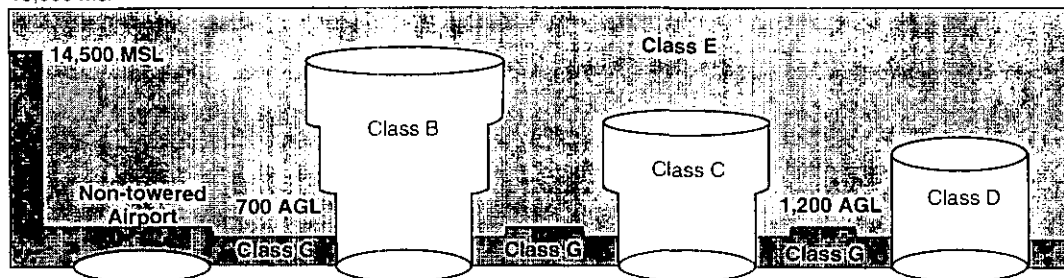 14,500 MSL
Class E
Class B
Class C
Class D
Non-towered
Airport
700 AGL
1,200 AGL
Class G
Class G
Class G